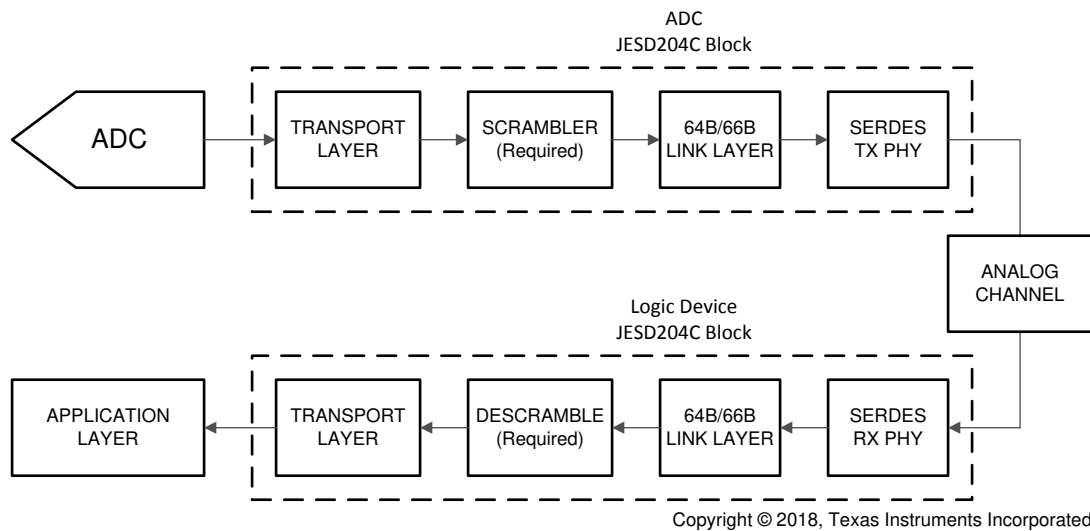 ADC
JESD204C Block
ADC
TRANSPORT
LAYER
SCRAMBLER
(Required)
64B/66B
LINK LAYER
SERDES
TX PHY
ANALOG
CHANNEL
Logic Device
JESD204C Block
APPLICATION
LAYER
TRANSPORT
LAYER
DESCRAMBLE
(Required)
64B/66B
LINK LAYER
SERDES
RX PHY
Copyright © 2018, Texas Instruments Incorporated